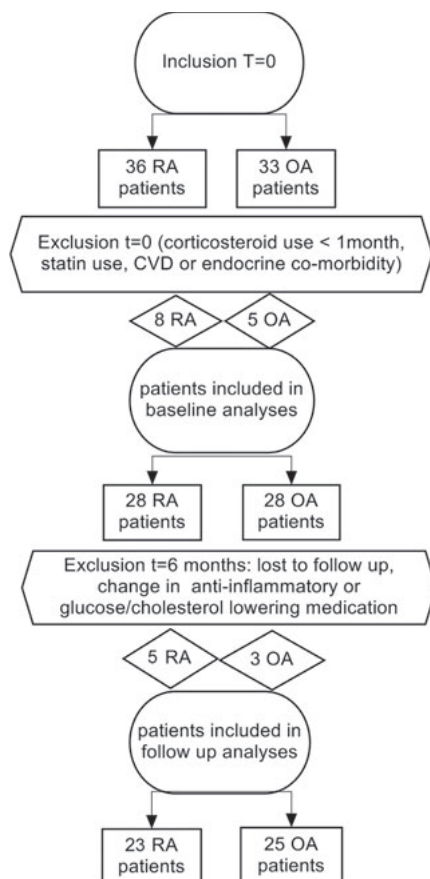 Inclusion T=0
36 RA
patients
33 OA
patients
Exclusion t=0 (corticosteroid use < 1month,
statin use, CVD or endocrine co-morbidity)
8 RA
5 OA
patients included in
baseline analyses
28 RA
patients
28 OA
patients
Exclusion t=6 months: lost to follow up,
change in anti-inflammatory or
glucose/cholesterol lowering medication
5 RA
3 OA
patients included in
follow up analyses
23 RA
patients
25 OA
patients